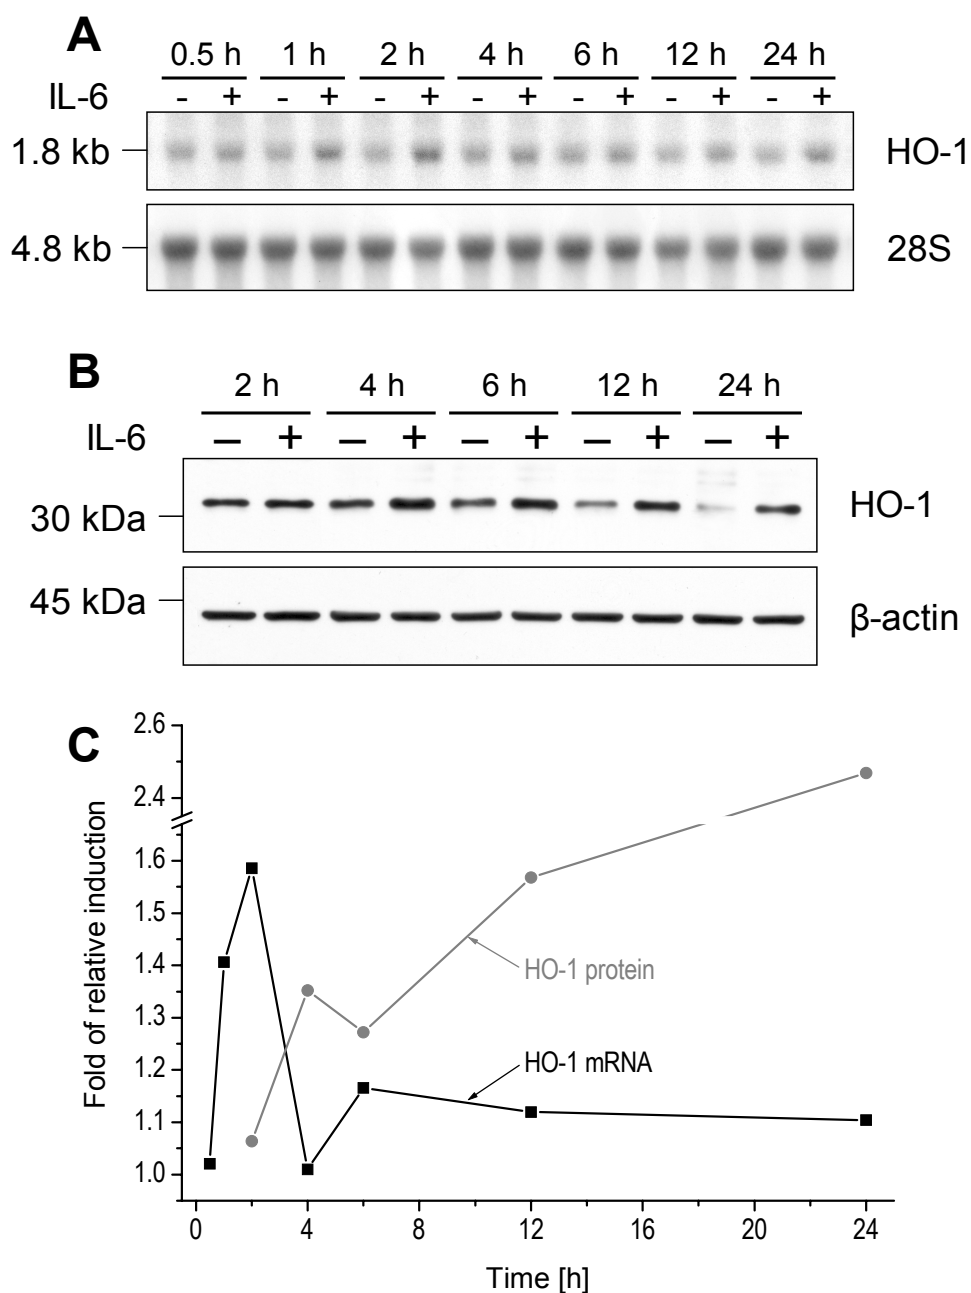 A
0.5 h 1 h 2 h 4 h 6 h 12 h 24 h
IL-6 - + - + - + - + - + - + - +
1.8 kb HO-1
4.8 kb 28S
B
2 h 4 h 6 h 12 h 24 h
IL-6 – + – + – + – + – +
30 kDa HO-1
45 kDa β-actin
C
2.6
2.4
1.6
1.5
1.4
1.3
1.2
1.1
1.0
Fold of relative induction
HO-1 protein
HO-1 mRNA
0 4 8 12 16 20 24
Time [h]